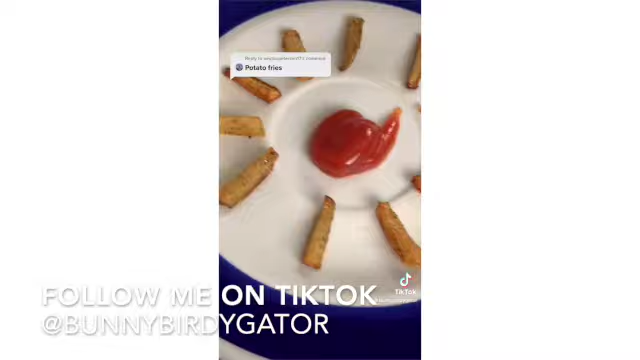 Potato fries
TikTok
FOLLOW ME ON TIKTOK
@BUNNYBIRDYGATOR